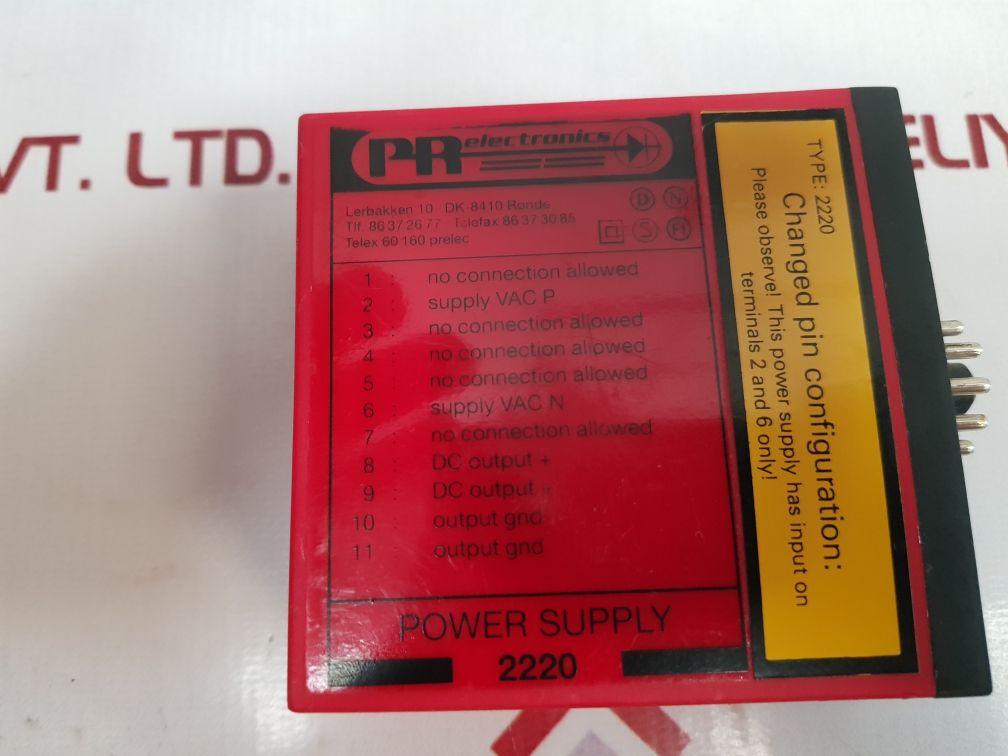 VT. LTD.
ELIV
PR electronics
Lerbakken 10 DK-8410 Rønde
Tlf. 86 37 26 77 Telefax 86 37 30 85
Telex 60 160 prelec
D N
S FI
1 : no connection allowed
2 : supply VAC P
3 : no connection allowed
4 : no connection allowed
5 : no connection allowed
6 : supply VAC N
7 : no connection allowed
8 : DC output +
9 : DC output +
10 : output gnd
11 : output gnd
POWER SUPPLY
2220
TYPE: 2220
Changed pin configuration:
Please observe! This power supply has input on
terminals 2 and 6 only!